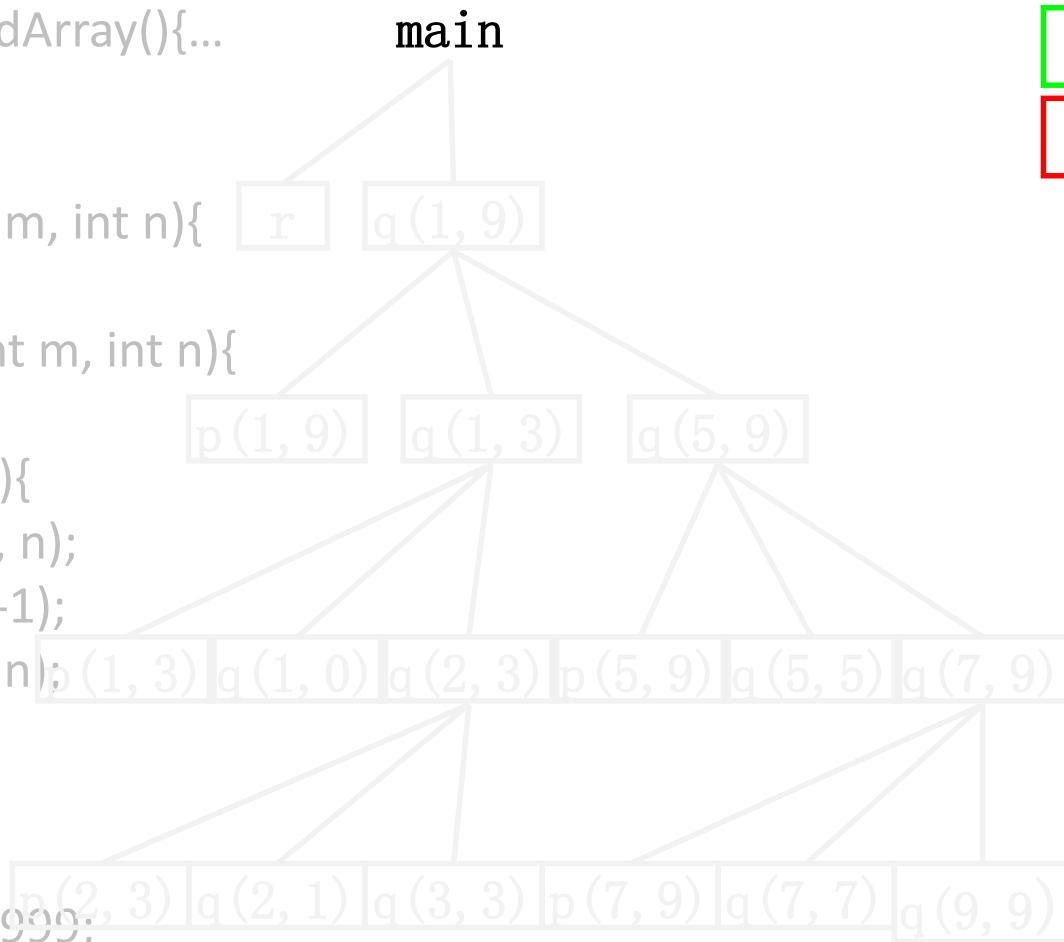 dArray(){…
main
m, int n){
r
q(1,9)
nt m, int n){
p(1,9)
q(1,3)
q(5,9)
){
, n);
-1);
n);
p(1,3)
q(1,0)
q(2,3)
p(5,9)
q(5,5)
q(7,9)
p(2,3)
q(2,1)
q(3,3)
p(7,9)
q(7,7)
q(9,9)
999;